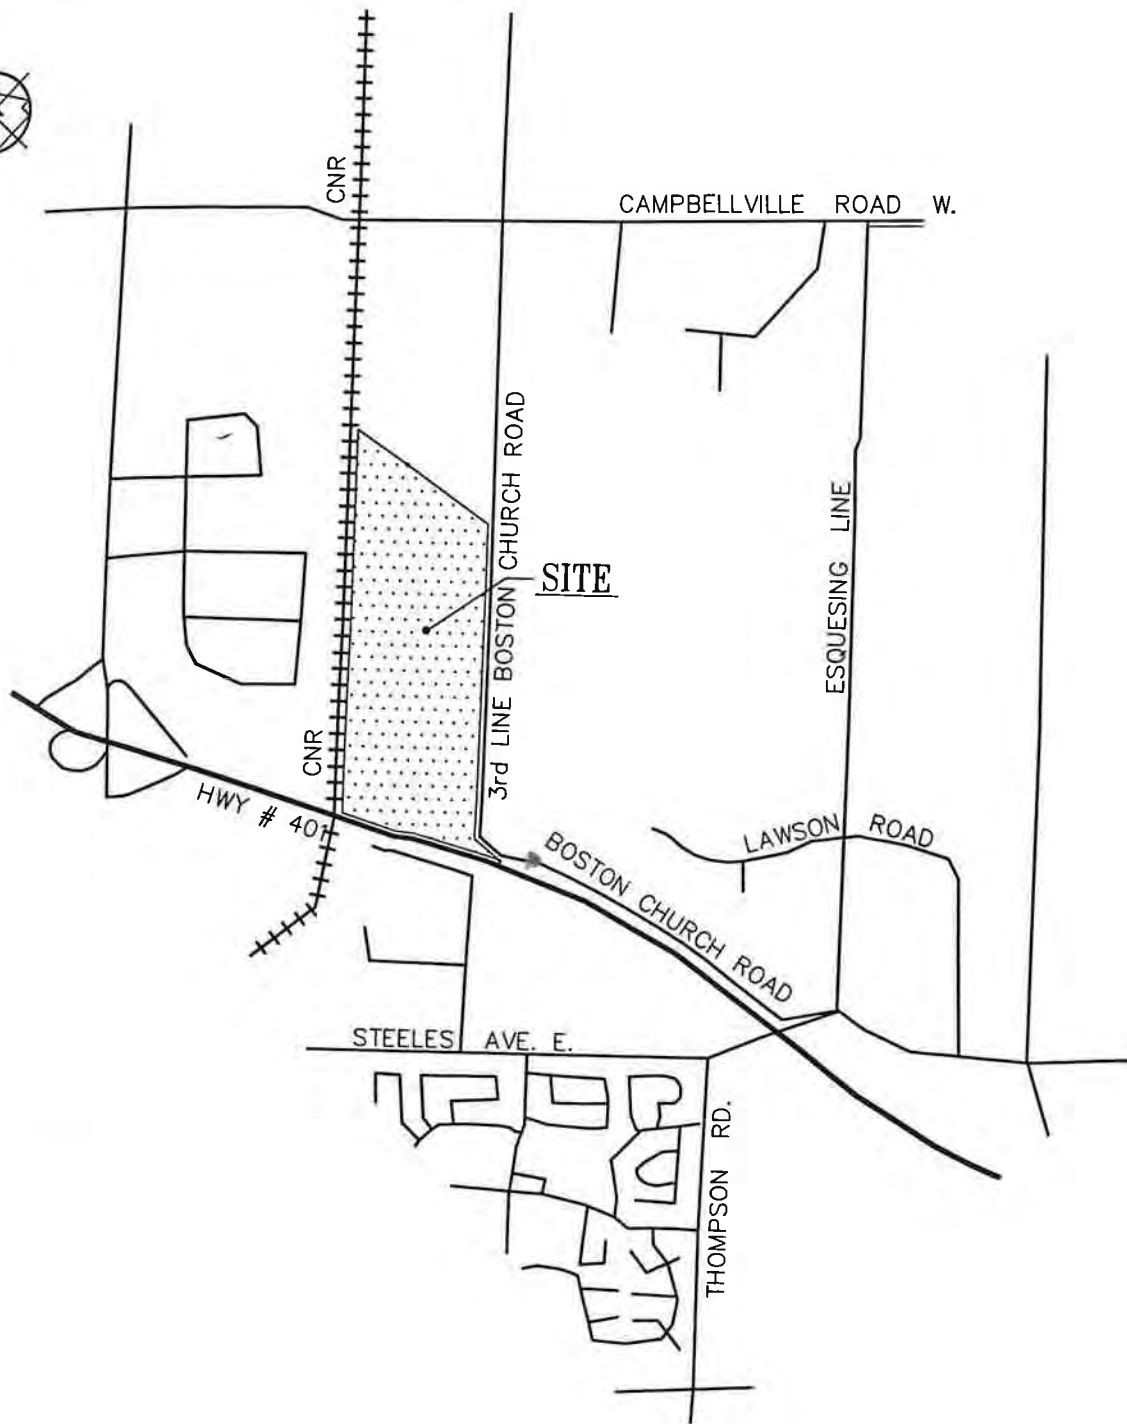 CNR
CAMPBELLVILLE ROAD W.
3rd LINE BOSTON CHURCH ROAD
SITE
ESQUESING LINE
CNR
HWY # 401
BOSTON CHURCH ROAD
LAWSON ROAD
STEELES AVE. E.
THOMPSON RD.